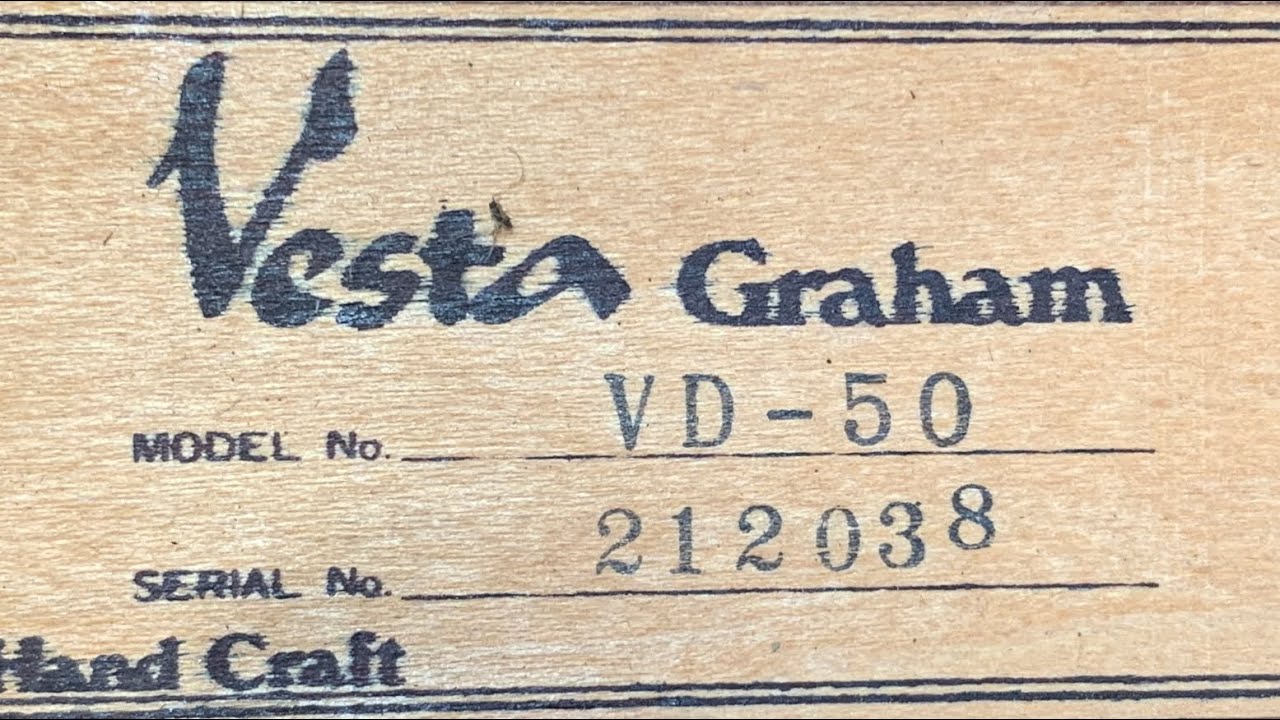 Vesta Graham
MODEL No. VD-50
SERIAL No. 212038
Hand Craft